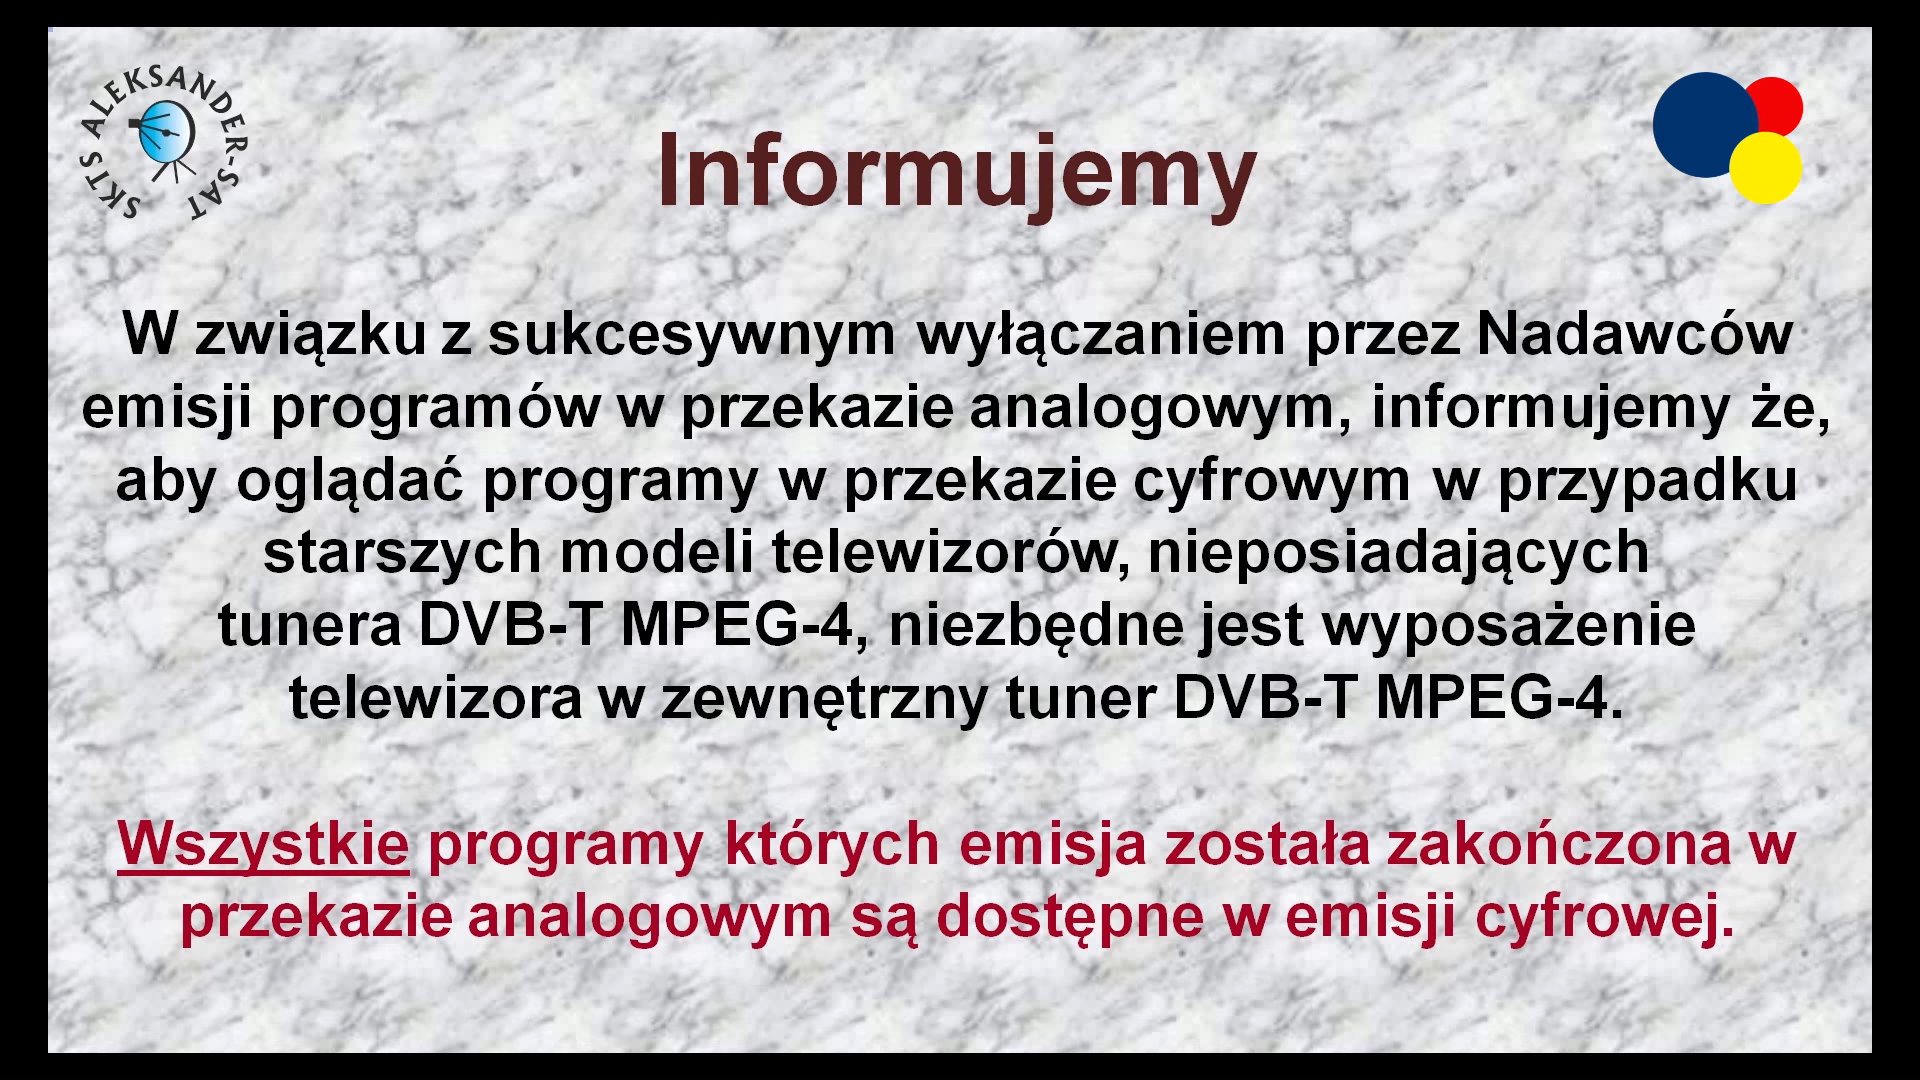 SKTS ALEKSANDER-SAT
Informujemy
W związku z sukcesywnym wyłączaniem przez Nadawców
emisji programów w przekazie analogowym, informujemy że,
aby oglądać programy w przekazie cyfrowym w przypadku
starszych modeli telewizorów, nieposiadających
tunera DVB-T MPEG-4, niezbędne jest wyposażenie
telewizora w zewnętrzny tuner DVB-T MPEG-4.
Wszystkie programy których emisja została zakończona w
przekazie analogowym są dostępne w emisji cyfrowej.